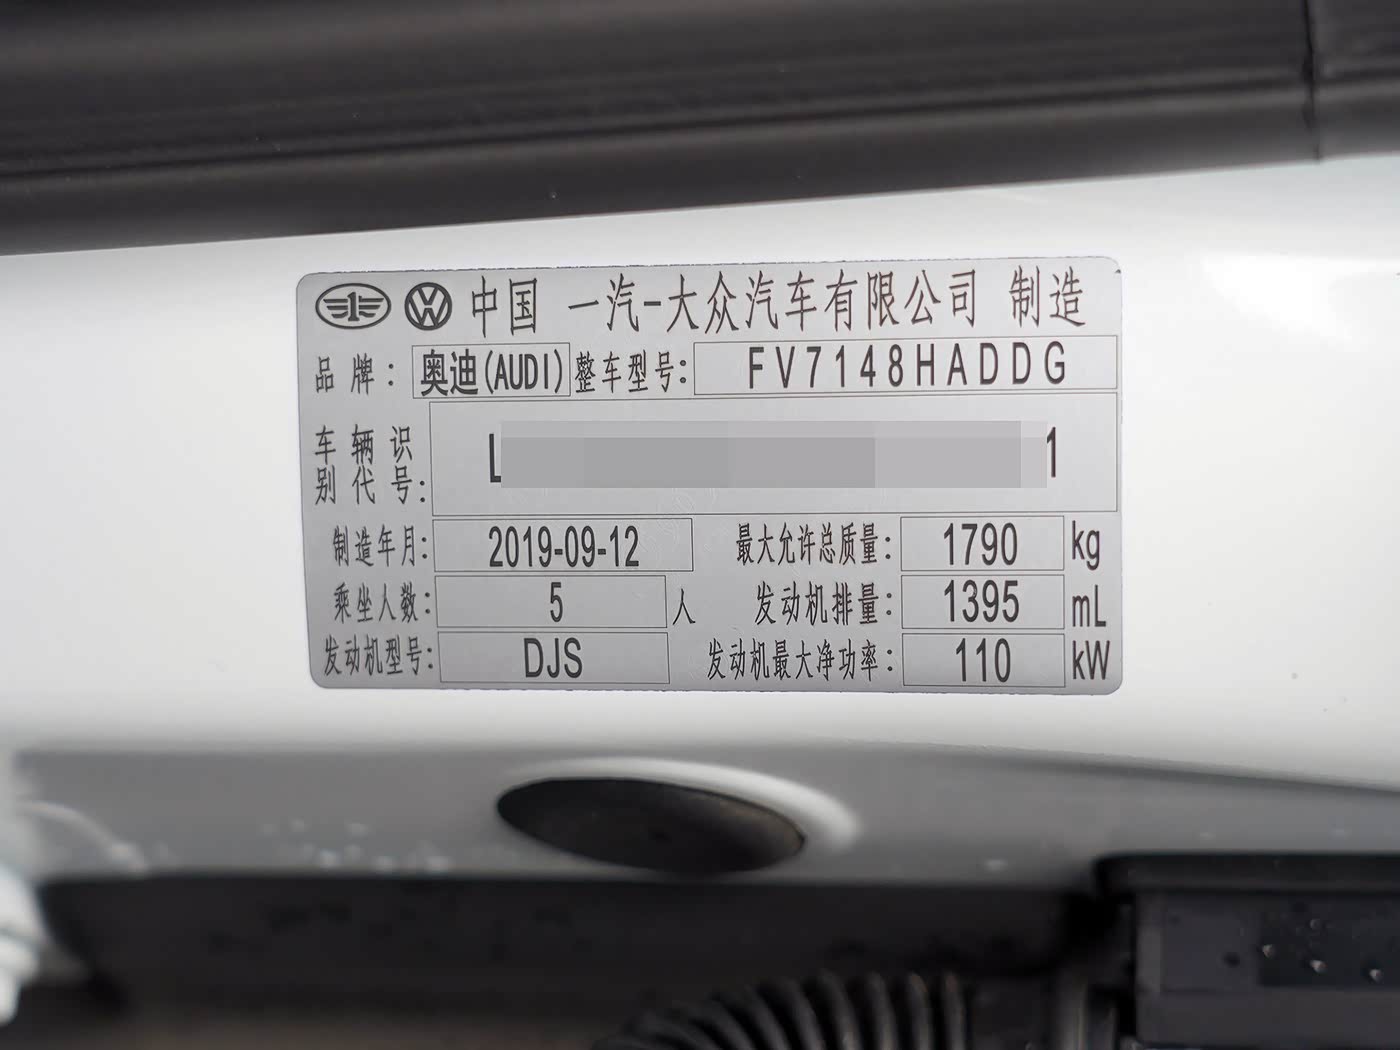 中国 一汽-大众汽车有限公司 制造
品牌: 奥迪(AUDI) 整车型号: FV7148HADDG
车辆识别代号: L 1
制造年月: 2019-09-12 最大允许总质量: 1790 kg
乘坐人数: 5 人 发动机排量: 1395 mL
发动机型号: DJS 发动机最大净功率: 110 kW